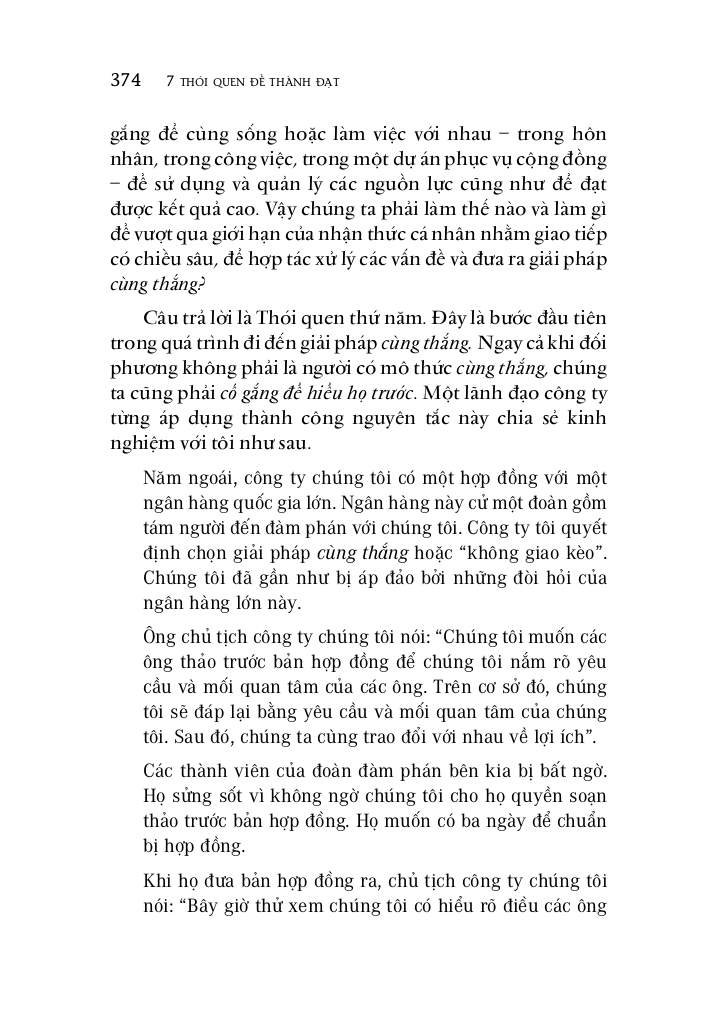 374 7 THÓI QUEN ĐỂ THÀNH ĐẠT
gắng để cùng sống hoặc làm việc với nhau – trong hôn
nhân, trong công việc, trong một dự án phục vụ cộng đồng
– để sử dụng và quản lý các nguồn lực cũng như để đạt
được kết quả cao. Vậy chúng ta phải làm thế nào và làm gì
để vượt qua giới hạn của nhận thức cá nhân nhằm giao tiếp
có chiều sâu, để hợp tác xử lý các vấn đề và đưa ra giải pháp
cùng thắng?
Câu trả lời là Thói quen thứ năm. Đây là bước đầu tiên
trong quá trình đi đến giải pháp cùng thắng. Ngay cả khi đối
phương không phải là người có mô thức cùng thắng, chúng
ta cũng phải cố gắng để hiểu họ trước. Một lãnh đạo công ty
từng áp dụng thành công nguyên tắc này chia sẻ kinh
nghiệm với tôi như sau.
Năm ngoái, công ty chúng tôi có một hợp đồng với một
ngân hàng quốc gia lớn. Ngân hàng này cử một đoàn gồm
tám người đến đàm phán với chúng tôi. Công ty tôi quyết
định chọn giải pháp cùng thắng hoặc “không giao kèo”.
Chúng tôi đã gần như bị áp đảo bởi những đòi hỏi của
ngân hàng lớn này.
Ông chủ tịch công ty chúng tôi nói: “Chúng tôi muốn các
ông thảo trước bản hợp đồng để chúng tôi nắm rõ yêu
cầu và mối quan tâm của các ông. Trên cơ sở đó, chúng
tôi sẽ đáp lại bằng yêu cầu và mối quan tâm của chúng
tôi. Sau đó, chúng ta cùng trao đổi với nhau về lợi ích”.
Các thành viên của đoàn đàm phán bên kia bị bất ngờ.
Họ sửng sốt vì không ngờ chúng tôi cho họ quyền soạn
thảo trước bản hợp đồng. Họ muốn có ba ngày để chuẩn
bị hợp đồng.
Khi họ đưa bản hợp đồng ra, chủ tịch công ty chúng tôi
nói: “Bây giờ thử xem chúng tôi có hiểu rõ điều các ông